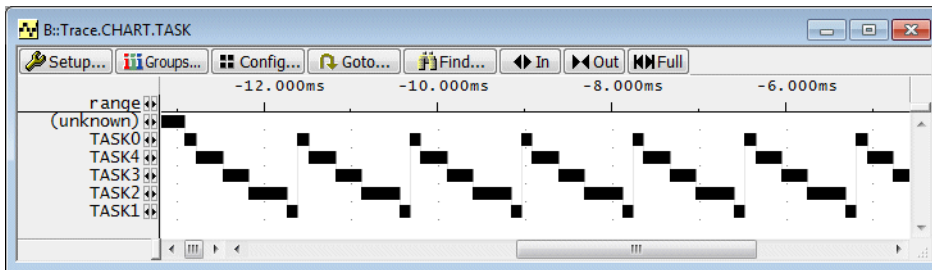 B::Trace.CHART.TASK
Setup... Groups... Config... Goto... Find... In Out Full
-12.000ms -10.000ms -8.000ms -6.000ms
range
(unknown)
TASK0
TASK4
TASK3
TASK2
TASK1